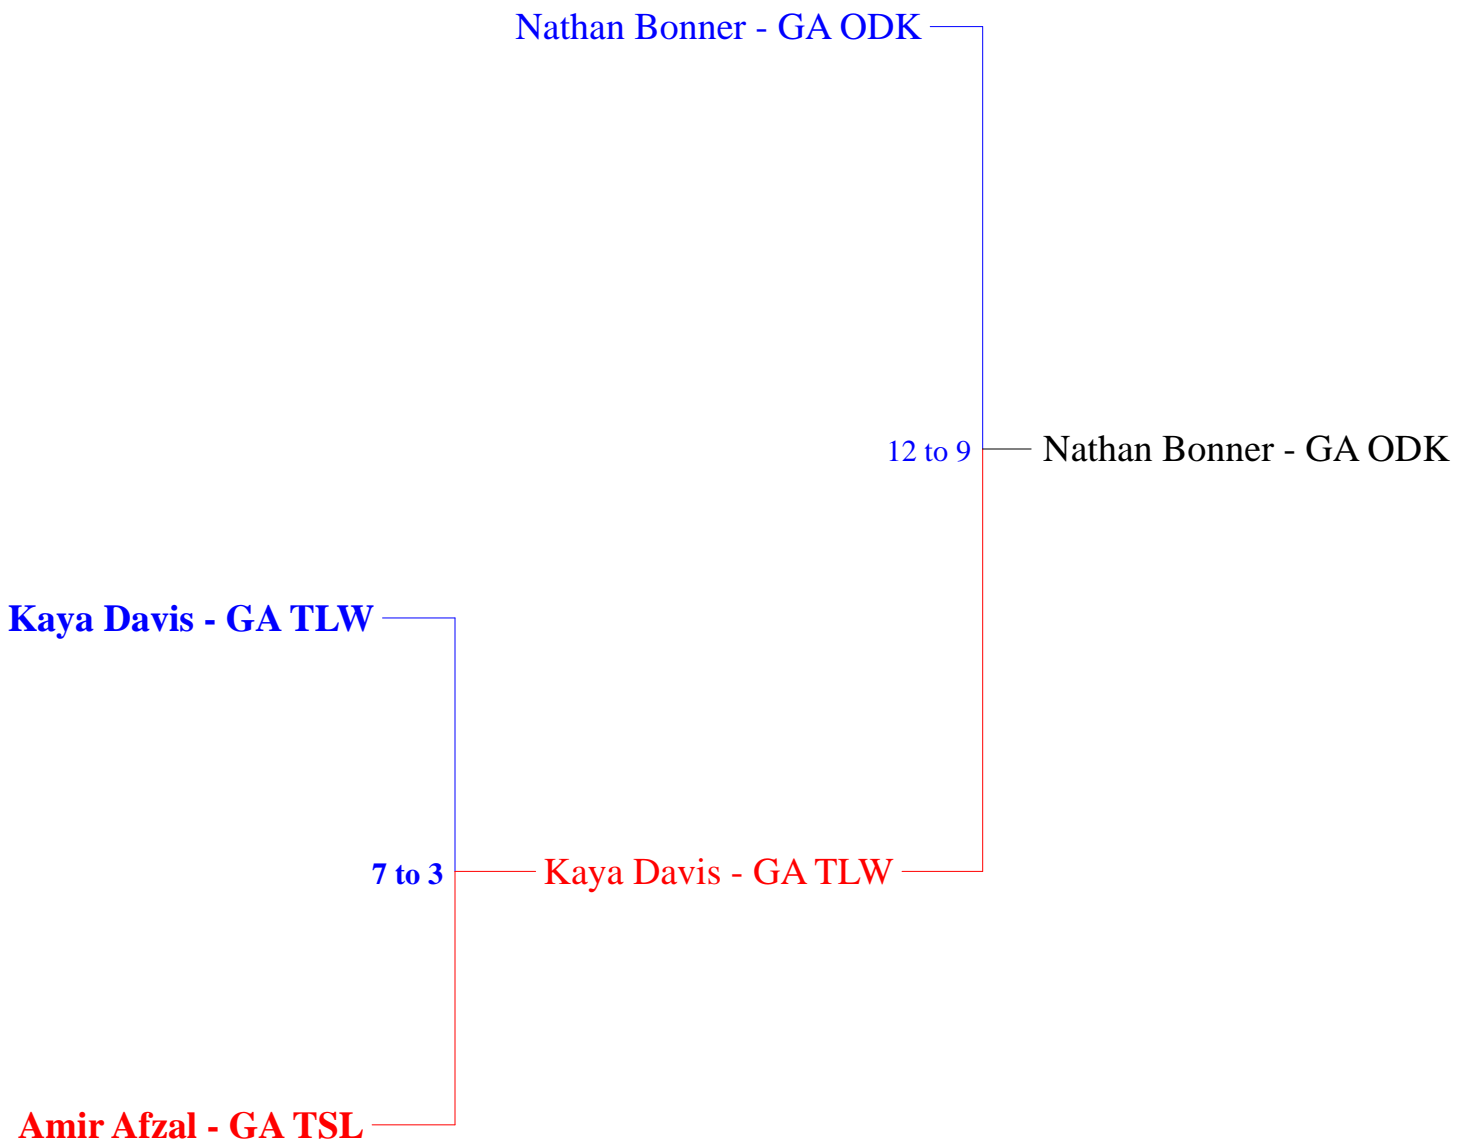 Nathan Bonner - GA ODK
12 to 9
Nathan Bonner - GA ODK
Kaya Davis - GA TLW
7 to 3
Kaya Davis - GA TLW
Amir Afzal - GA TSL